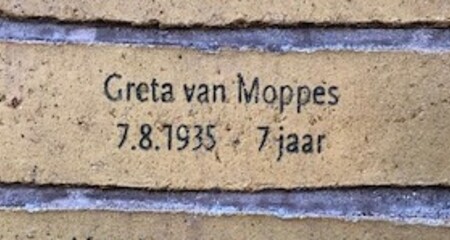 Greta van Moppes
7.8.1935 7 jaar